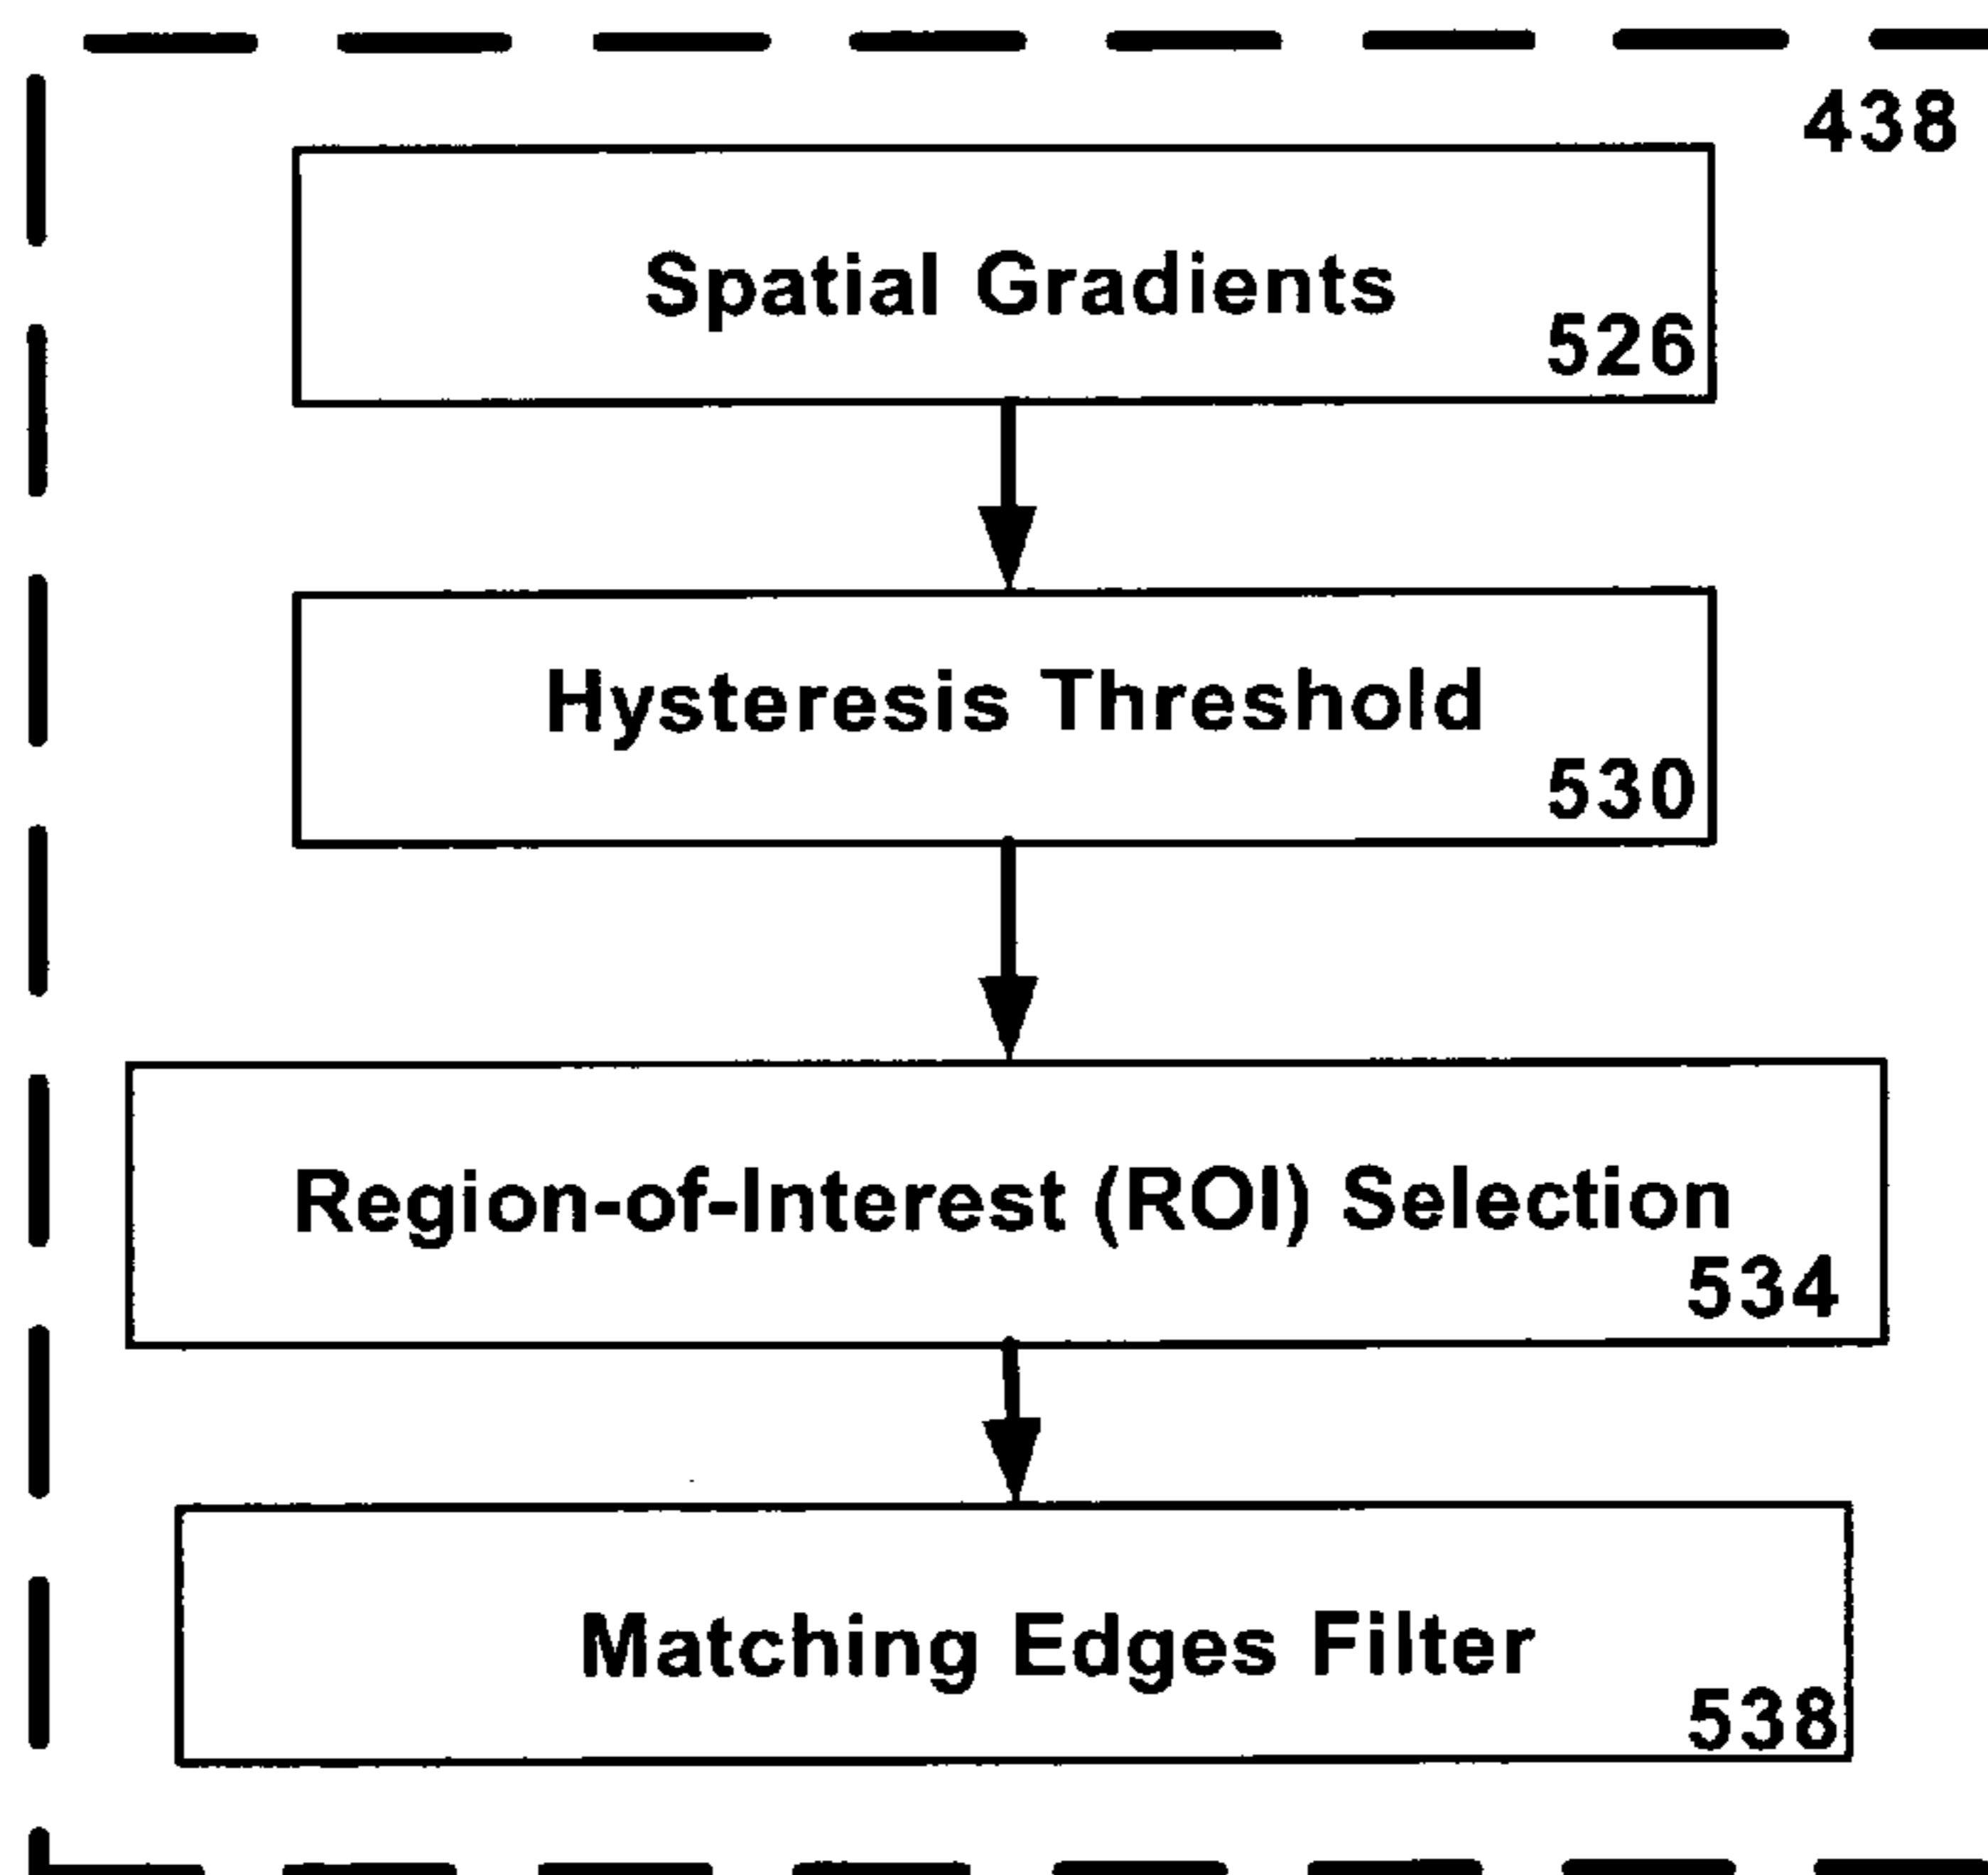 438
Spatial Gradients
526
Hysteresis Threshold
530
Region-of-Interest (ROI) Selection
534
Matching Edges Filter
538